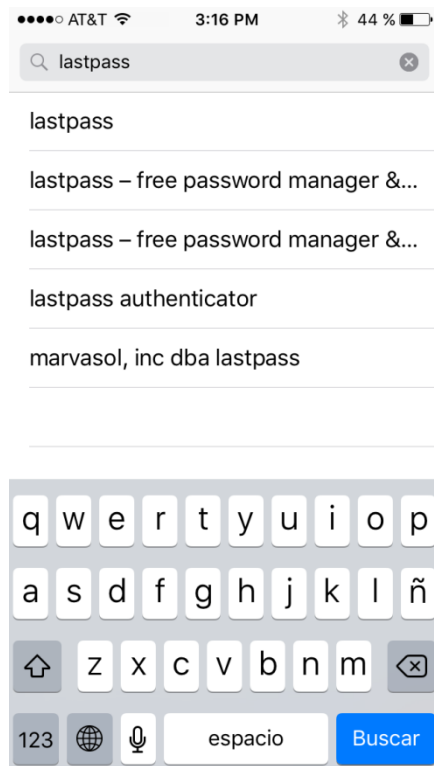 AT&T 3:16 PM 44 %
lastpass
lastpass
lastpass – free password manager &...
lastpass – free password manager &...
lastpass authenticator
marvasol, inc dba lastpass
q w e r t y u i o p
a s d f g h j k l ñ
z x c v b n m
123 espacio Buscar